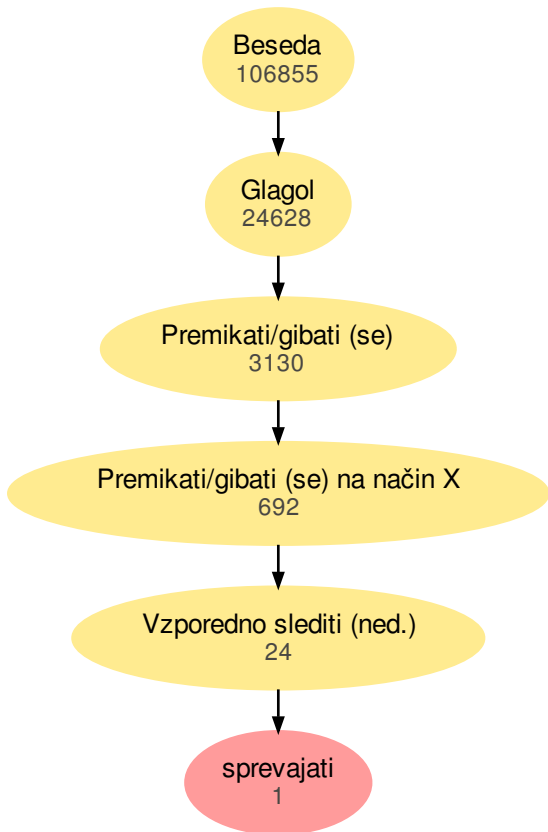 Beseda
106855
Glagol
24628
Premikati/gibati (se)
3130
Premikati/gibati (se) na način X
692
Vzporedno slediti (ned.)
24
sprevajati
1